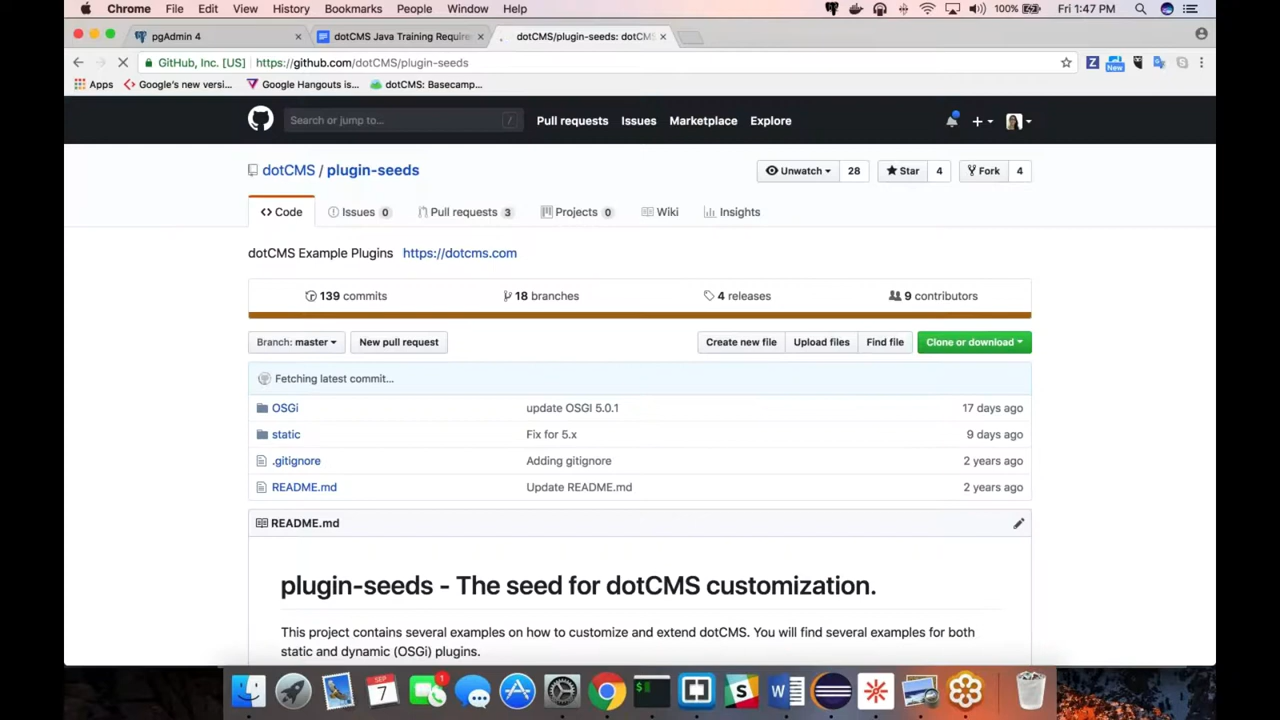 Chrome File Edit View History Bookmarks People Window Help 100% Fri 1:47 PM
pgAdmin 4 × dotCMS Java Training Require × dotCMS/plugin-seeds: dotCMS ×
GitHub, Inc. [US] https://github.com/dotCMS/plugin-seeds
Apps Google's new versi... Google Hangouts is... dotCMS: Basecamp...
Search or jump to... / Pull requests Issues Marketplace Explore
dotCMS / plugin-seeds Unwatch 28 Star 4 Fork 4
Code Issues 0 Pull requests 3 Projects 0 Wiki Insights
dotCMS Example Plugins https://dotcms.com
139 commits 18 branches 4 releases 9 contributors
Branch: master New pull request Create new file Upload files Find file Clone or download
Fetching latest commit...
OSGi update OSGI 5.0.1 17 days ago
static Fix for 5.x 9 days ago
.gitignore Adding gitignore 2 years ago
README.md Update README.md 2 years ago
README.md
plugin-seeds - The seed for dotCMS customization.
This project contains several examples on how to customize and extend dotCMS. You will find several examples for both
static and dynamic (OSGi) plugins.
SEP
7
1